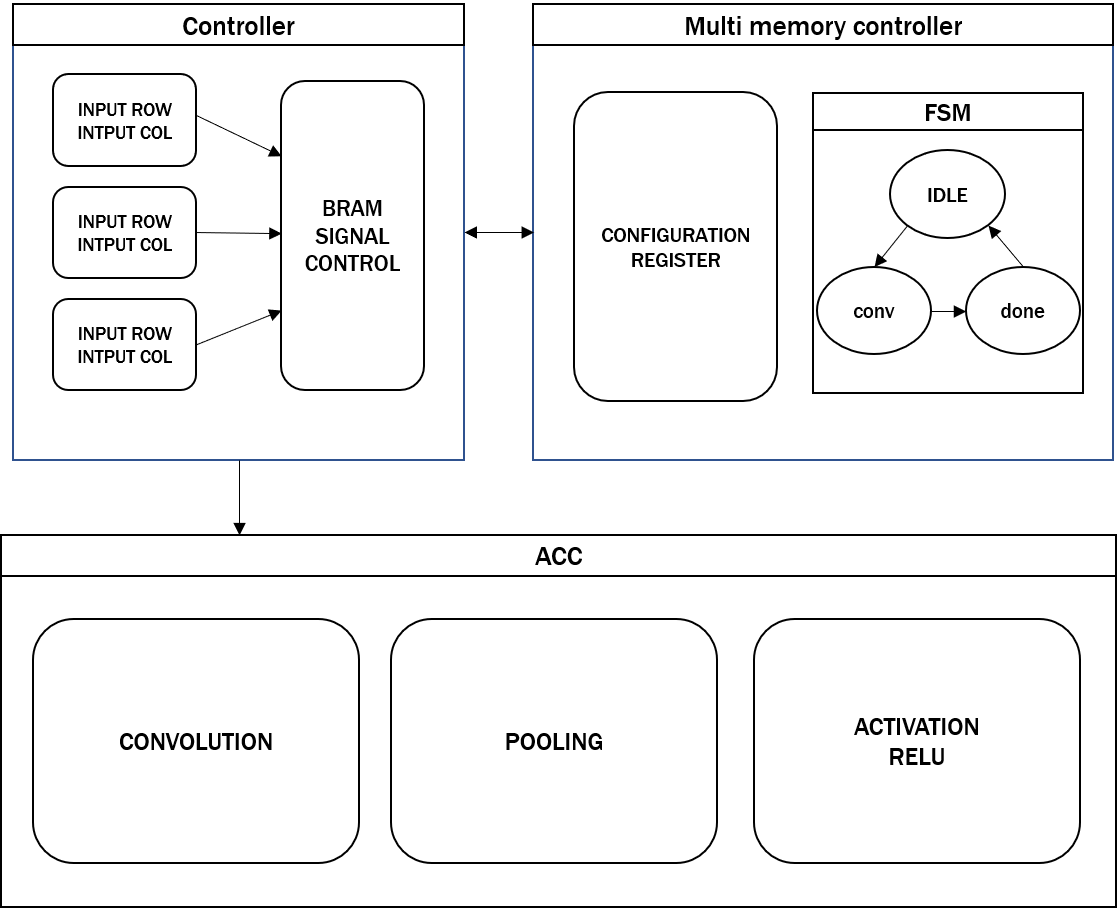 Controller
INPUT ROW
INTPUT COL
INPUT ROW
INTPUT COL
INPUT ROW
INTPUT COL
BRAM
SIGNAL
CONTROL
Multi memory controller
CONFIGURATION
REGISTER
FSM
IDLE
conv
done
ACC
CONVOLUTION
POOLING
ACTIVATION
RELU